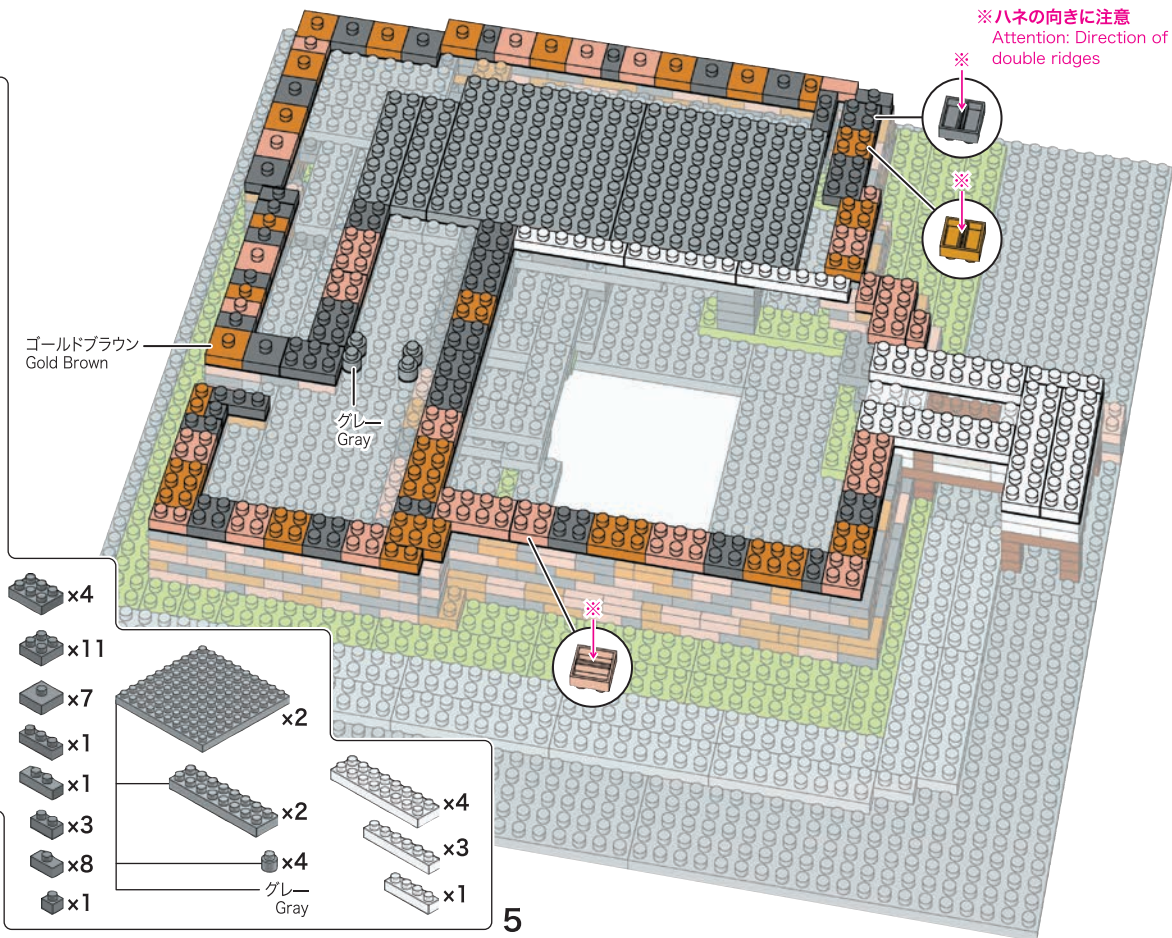 ※ハネの向きに注意
Attention: Direction of
double ridges
※
※
ゴールドブラウン
Gold Brown
グレー
Gray
※
×4
×11
×7
×1
×1
×3
×8
×1
×2
×2
×4
グレー
Gray
×4
×3
×1
5